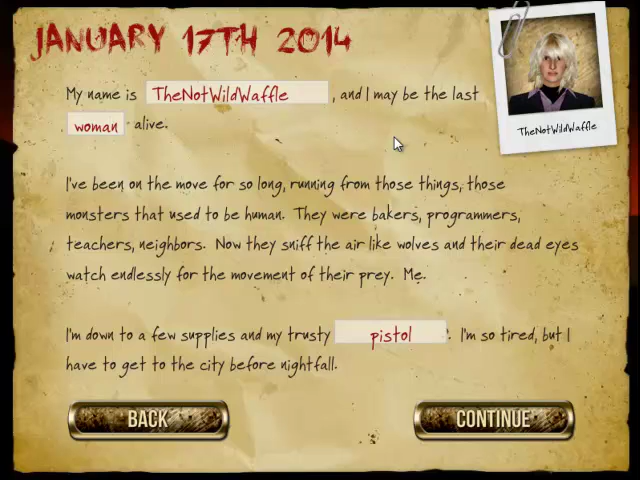 JANUARY 17TH 2014
TheNotWildWaffle
My name is TheNotWildWaffle , and I may be the last
woman alive.
I've been on the move for so long, running from those things, those
monsters that used to be human. They were bakers, programmers,
teachers, neighbors. Now they sniff the air like wolves and their dead eyes
watch endlessly for the movement of their prey. Me.
I'm down to a few supplies and my trusty pistol . I'm so tired, but I
have to get to the city before nightfall.
BACK
CONTINUE